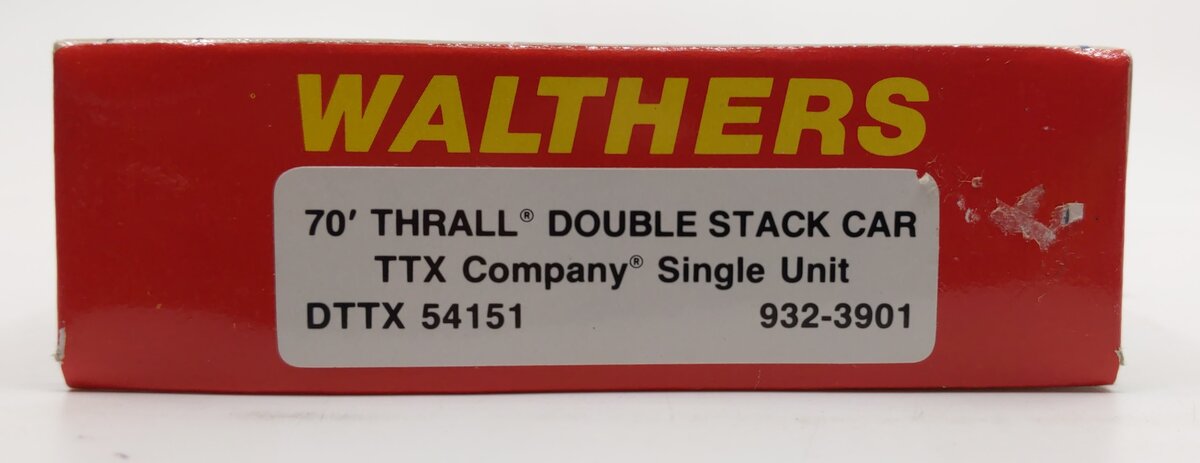 WALTHERS
70' THRALL® DOUBLE STACK CAR
TTX Company® Single Unit
DTTX 54151 932-3901